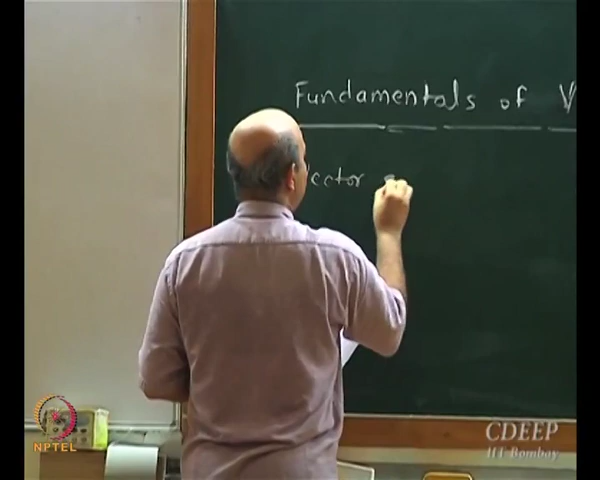 Fundamentals of V
ector
CDEEP
IIT Bombay
NPTEL